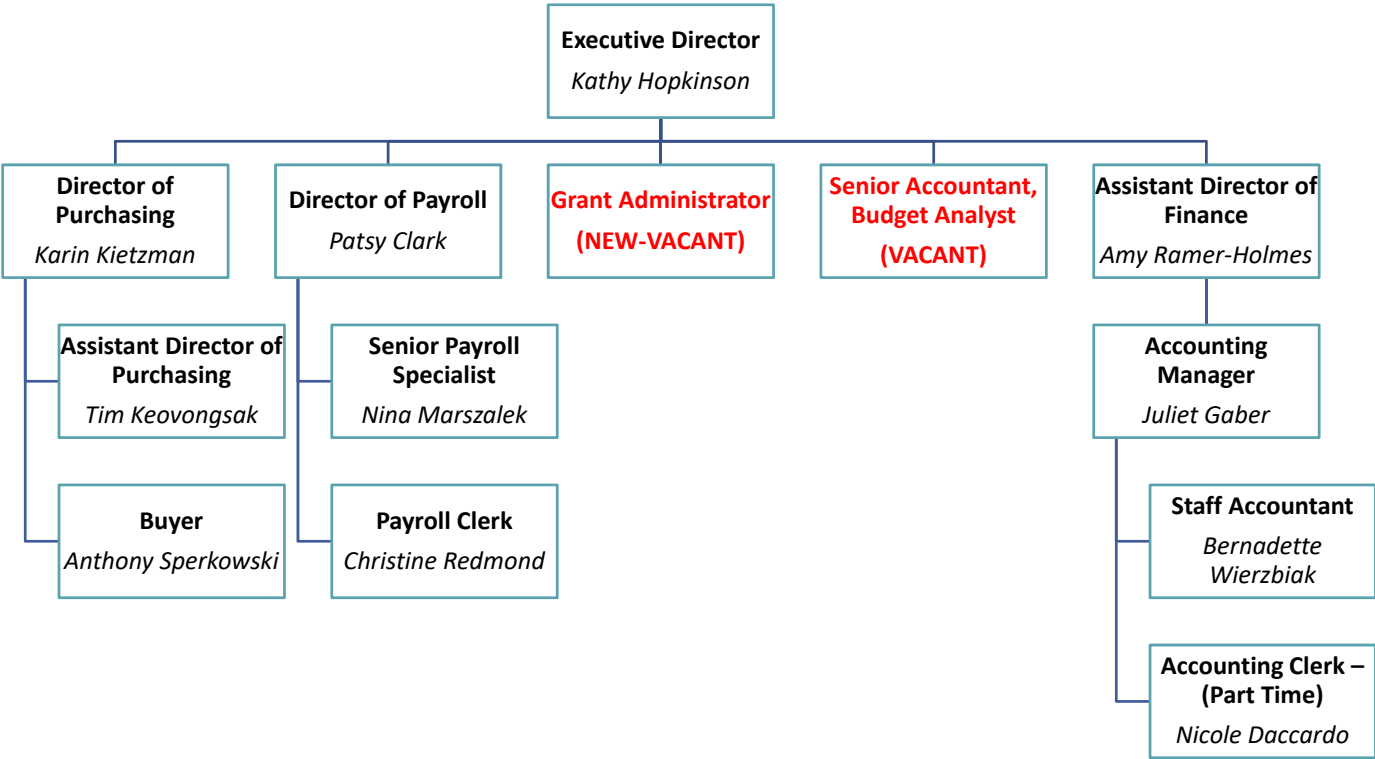 Executive Director
Kathy Hopkinson
Director of
Purchasing
Karin Kietzman
Director of Payroll
Patsy Clark
Grant Administrator
(NEW-VACANT)
Senior Accountant,
Budget Analyst
(VACANT)
Assistant Director of
Finance
Amy Ramer-Holmes
Assistant Director of
Purchasing
Tim Keovongsak
Senior Payroll
Specialist
Nina Marszalek
Accounting
Manager
Juliet Gaber
Buyer
Anthony Sperkowski
Payroll Clerk
Christine Redmond
Staff Accountant
Bernadette
Wierzbiak
Accounting Clerk –
(Part Time)
Nicole Daccardo